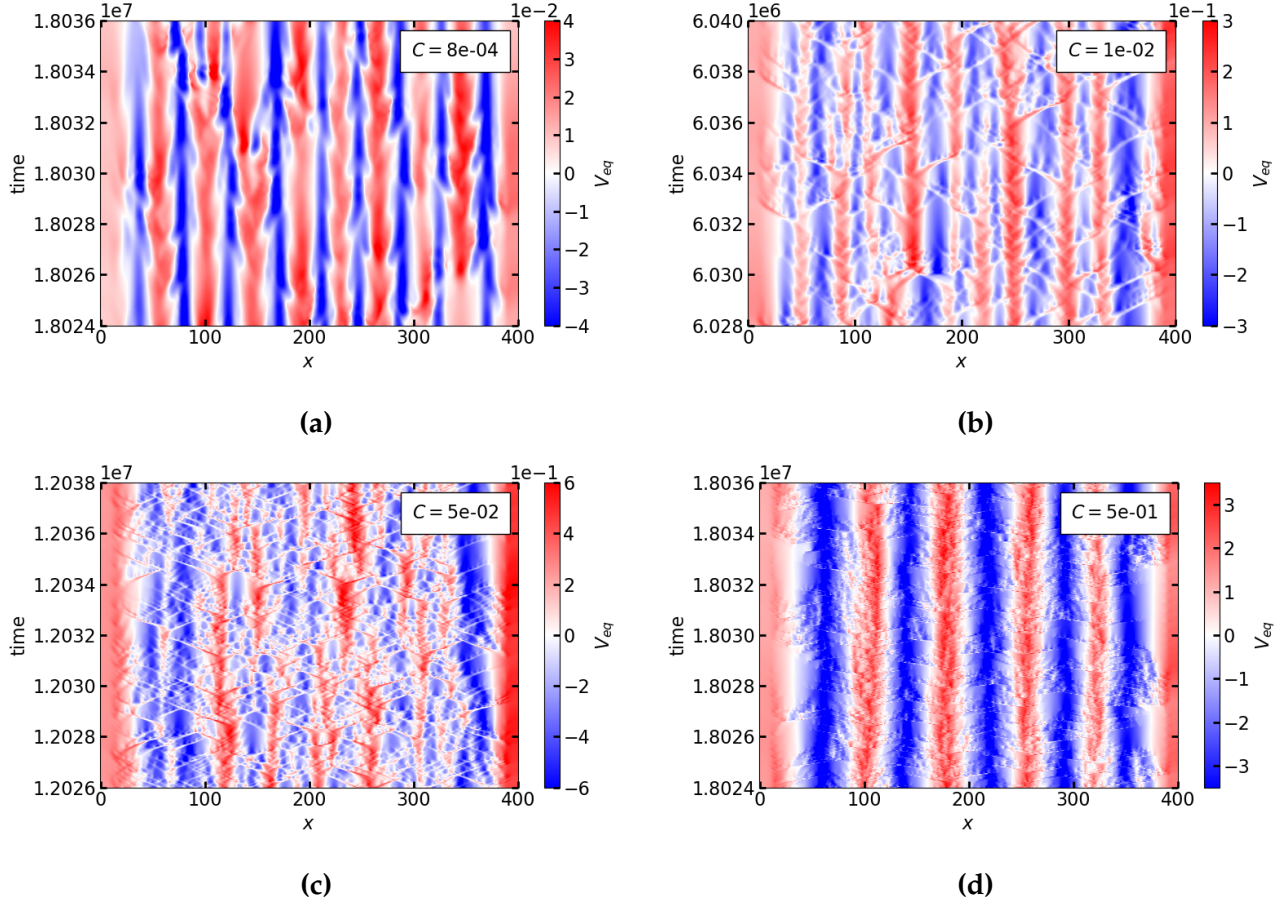 1e7
1e−2
1.8036
1.8034
1.8032
1.8030
1.8028
1.8026
1.8024
time
C = 8e-04
0 100 200 300 400
x
4
3
2
1
0
−1
−2
−3
−4
V_eq
(a)
1e6
1e−1
6.040
6.038
6.036
6.034
6.032
6.030
6.028
time
C = 1e-02
0 100 200 300 400
x
3
2
1
0
−1
−2
−3
V_eq
(b)
1e7
1e−1
1.2038
1.2036
1.2034
1.2032
1.2030
1.2028
1.2026
time
C = 5e-02
0 100 200 300 400
x
6
4
2
0
−2
−4
−6
V_eq
(c)
1e7
1.8036
1.8034
1.8032
1.8030
1.8028
1.8026
1.8024
time
C = 5e-01
0 100 200 300 400
x
3
2
1
0
−1
−2
−3
V_eq
(d)